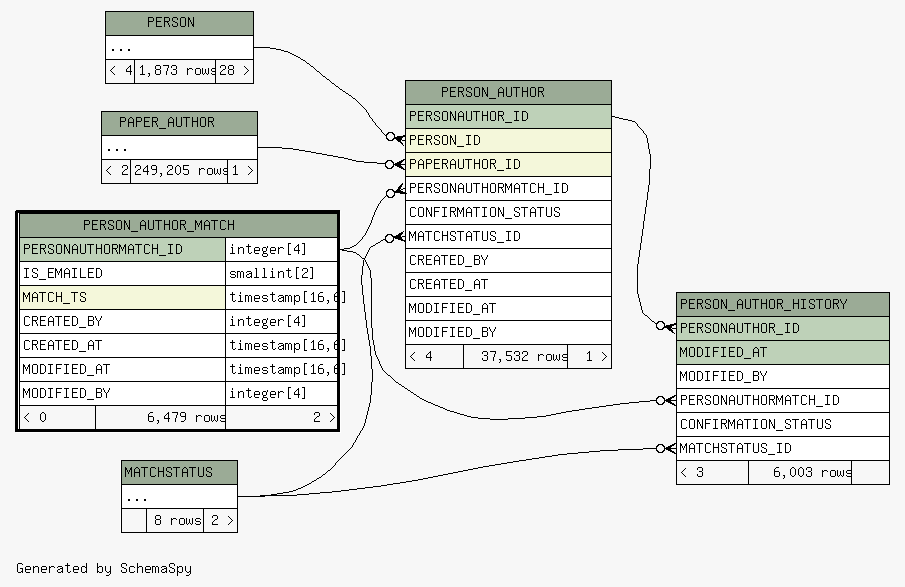 PERSON
...
< 4 1,873 rows 28 >
PAPER_AUTHOR
...
< 2 249,205 rows 1 >
PERSON_AUTHOR_MATCH
PERSONAUTHORMATCH_ID integer[4]
IS_EMAILED smallint[2]
MATCH_TS timestamp[16,6]
CREATED_BY integer[4]
CREATED_AT timestamp[16,6]
MODIFIED_AT timestamp[16,6]
MODIFIED_BY integer[4]
< 0 6,479 rows 2 >
MATCHSTATUS
...
8 rows 2 >
PERSON_AUTHOR
PERSONAUTHOR_ID
PERSON_ID
PAPERAUTHOR_ID
PERSONAUTHORMATCH_ID
CONFIRMATION_STATUS
MATCHSTATUS_ID
CREATED_BY
CREATED_AT
MODIFIED_AT
MODIFIED_BY
< 4 37,532 rows 1 >
PERSON_AUTHOR_HISTORY
PERSONAUTHOR_ID
MODIFIED_AT
MODIFIED_BY
PERSONAUTHORMATCH_ID
CONFIRMATION_STATUS
MATCHSTATUS_ID
< 3 6,003 rows
Generated by SchemaSpy